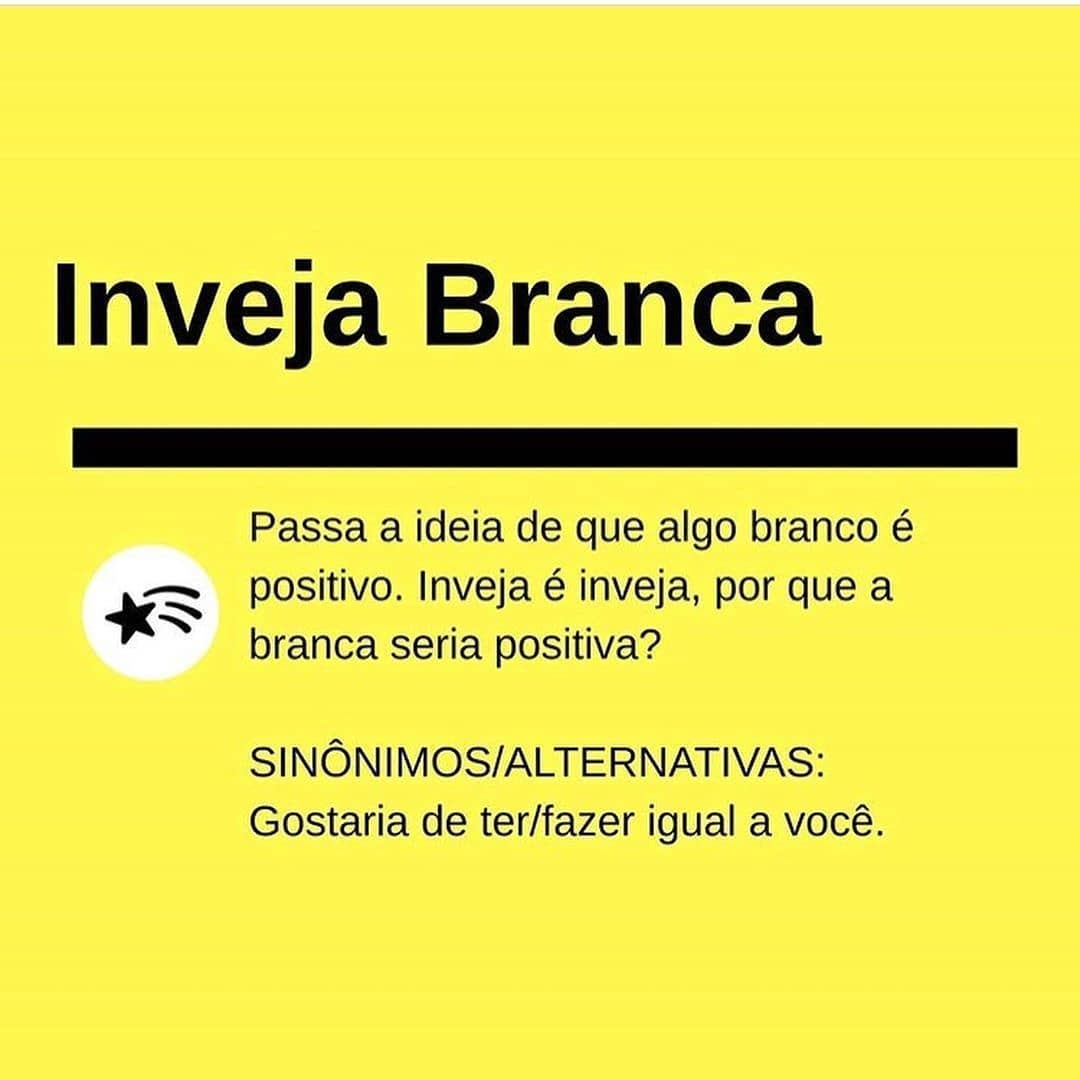 Inveja Branca
Passa a ideia de que algo branco é
positivo. Inveja é inveja, por que a
branca seria positiva?
SINÔNIMOS/ALTERNATIVAS:
Gostaria de ter/fazer igual a você.